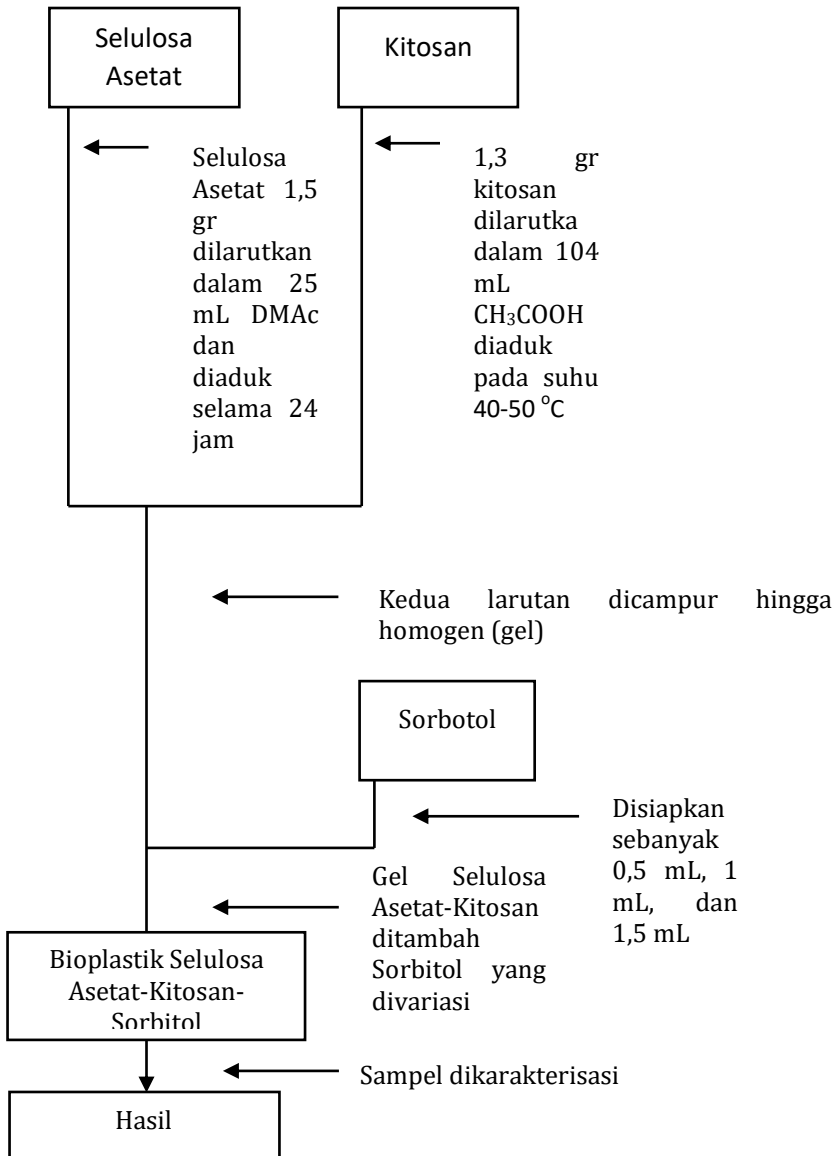 Selulosa
Asetat
Kitosan
Selulosa
Asetat 1,5
gr
dilarutkan
dalam 25
mL DMAc
dan
diaduk
selama 24
jam
1,3 gr
kitosan
dilarutka
dalam 104
mL
CH₃COOH
diaduk
pada suhu
40-50 °C
Kedua larutan dicampur hingga
homogen (gel)
Sorbotol
Disiapkan
sebanyak
0,5 mL, 1
mL, dan
1,5 mL
Gel Selulosa
Asetat-Kitosan
ditambah
Sorbitol yang
divariasi
Bioplastik Selulosa
Asetat-Kitosan-
Sorbitol
Sampel dikarakterisasi
Hasil